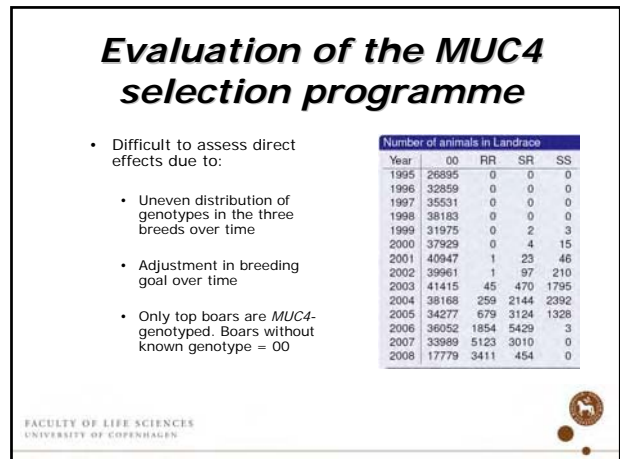 Evaluation of the MUC4
selection programme
• Difficult to assess direct
effects due to:
• Uneven distribution of
genotypes in the three
breeds over time
• Adjustment in breeding
goal over time
• Only top boars are MUC4-
genotyped. Boars without
known genotype = 00
Number of animals in Landrace
Year 00 RR SR SS
1995 26895 0 0 0
1996 32859 0 0 0
1997 35531 0 0 0
1998 38183 0 0 0
1999 31975 0 2 3
2000 37929 0 4 15
2001 40947 1 23 46
2002 39961 1 97 210
2003 41415 45 470 1795
2004 38168 259 2144 2392
2005 34277 679 3124 1328
2006 36052 1854 5429 3
2007 33989 5123 3010 0
2008 17779 3411 454 0
FACULTY OF LIFE SCIENCES
UNIVERSITY OF COPENHAGEN